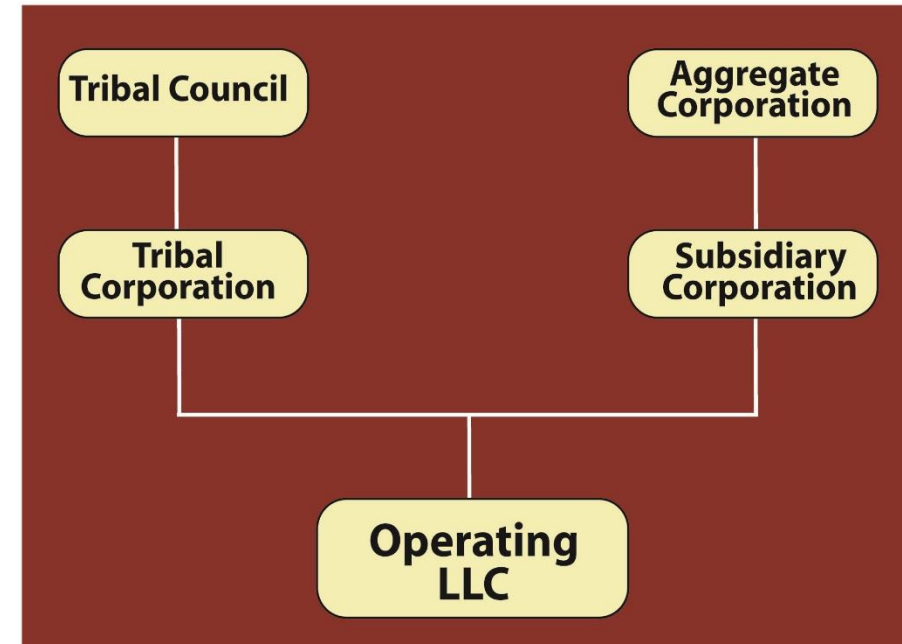 Tribal Council
Aggregate
Corporation
Tribal
Corporation
Subsidiary
Corporation
Operating
LLC